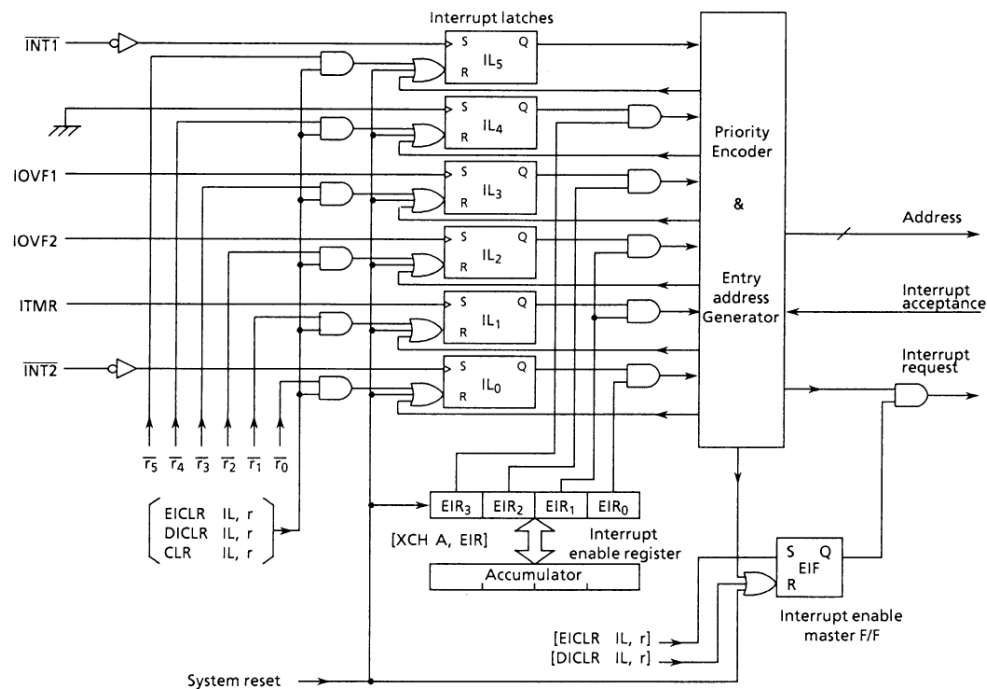 Interrupt latches
INT1
S Q
IL5
R
S Q
IL4
R
Priority
Encoder
&
Entry
address
Generator
IOVF1
S Q
IL3
R
Address
IOVF2
S Q
IL2
R
Interrupt
acceptance
ITMR
S Q
IL1
R
INT2
S Q
IL0
R
Interrupt
request
r5 r4 r3 r2 r1 r0
EICLR IL, r
DICLR IL, r
CLR IL, r
EIR3 EIR2 EIR1 EIR0
[XCH A, EIR]
Interrupt
enable register
Accumulator
S Q
EIF
R
Interrupt enable
master F/F
[EICLR IL, r]
[DICLR IL, r]
System reset